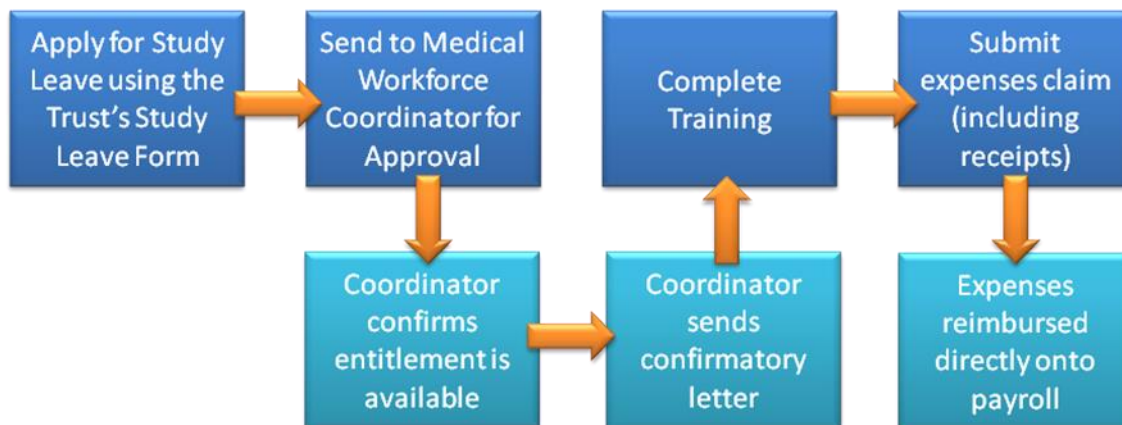 Apply for Study
Leave using the
Trust's Study
Leave Form
Send to Medical
Workforce
Coordinator for
Approval
Coordinator
confirms
entitlement is
available
Coordinator
sends
confirmatory
letter
Complete
Training
Submit
expenses claim
(including
receipts)
Expenses
reimbursed
directly onto
payroll